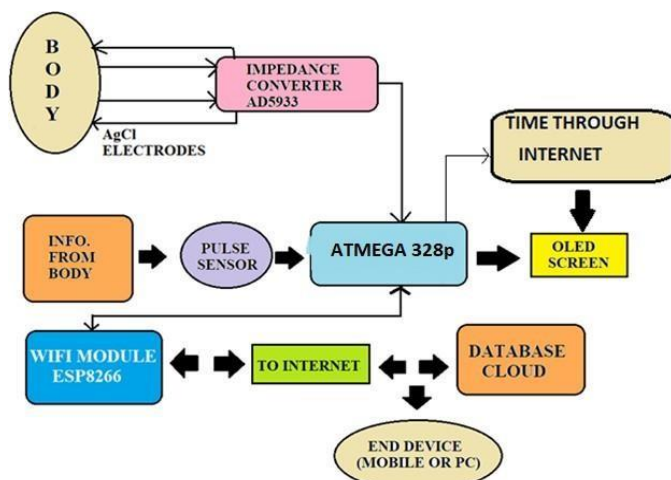 B
O
D
Y
IMPEDANCE
CONVERTER
AD5933
AgCl
ELECTRODES
TIME THROUGH
INTERNET
INFO.
FROM
BODY
PULSE
SENSOR
ATMEGA 328p
OLED
SCREEN
WIFI MODULE
ESP8266
TO INTERNET
DATABASE
CLOUD
END DEVICE
(MOBILE OR PC)